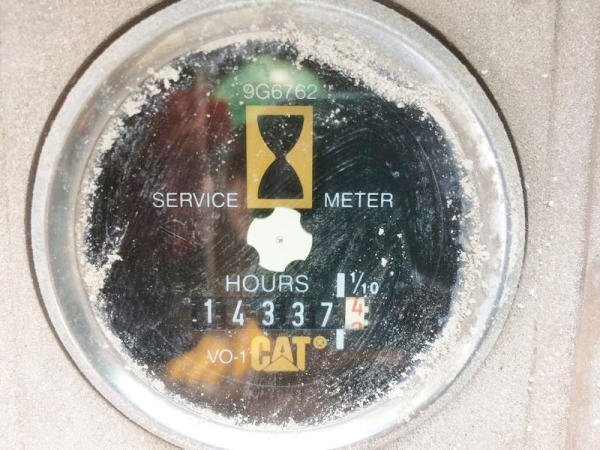 9G6762
SERVICE METER
HOURS 1/10
14337 4
VO-1 CAT®